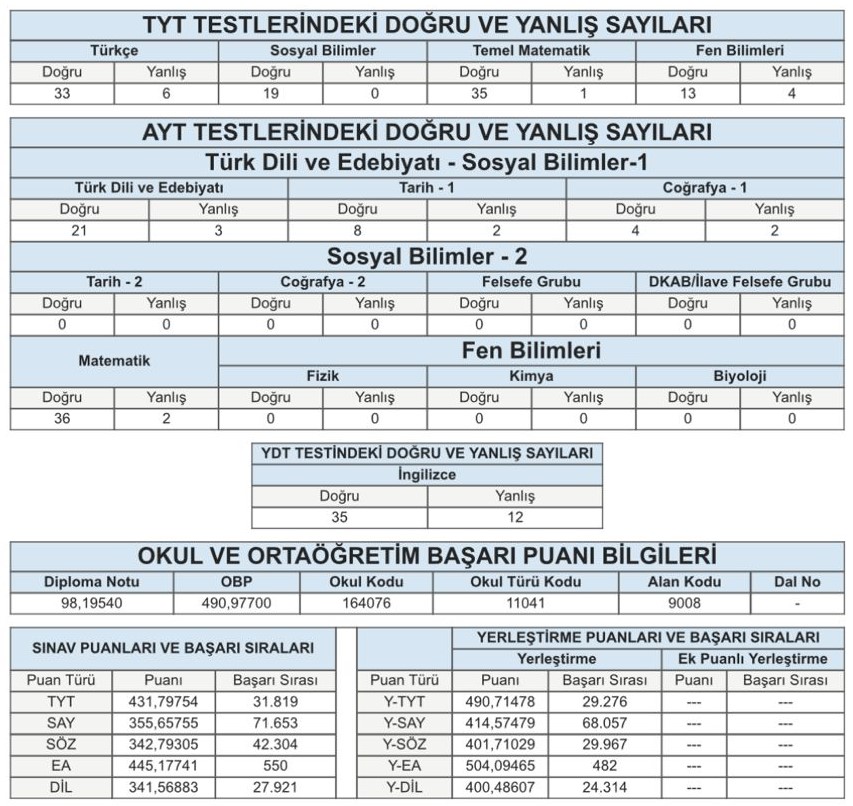 TYT TESTLERİNDEKİ DOĞRU VE YANLIŞ SAYILARI
Türkçe Sosyal Bilimler Temel Matematik Fen Bilimleri
Doğru Yanlış Doğru Yanlış Doğru Yanlış Doğru Yanlış
33 6 19 0 35 1 13 4
AYT TESTLERİNDEKİ DOĞRU VE YANLIŞ SAYILARI
Türk Dili ve Edebiyatı - Sosyal Bilimler-1
Türk Dili ve Edebiyatı Tarih - 1 Coğrafya - 1
Doğru Yanlış Doğru Yanlış Doğru Yanlış
21 3 8 2 4 2
Sosyal Bilimler - 2
Tarih - 2 Coğrafya - 2 Felsefe Grubu DKAB/İlave Felsefe Grubu
Doğru Yanlış Doğru Yanlış Doğru Yanlış Doğru Yanlış
0 0 0 0 0 0 0 0
Matematik Fen Bilimleri
Fizik Kimya Biyoloji
Doğru Yanlış Doğru Yanlış Doğru Yanlış Doğru Yanlış
36 2 0 0 0 0 0 0
YDT TESTİNDEKİ DOĞRU VE YANLIŞ SAYILARI
İngilizce
Doğru Yanlış
35 12
OKUL VE ORTAÖĞRETİM BAŞARI PUANI BİLGİLERİ
Diploma Notu OBP Okul Kodu Okul Türü Kodu Alan Kodu Dal No
98,19540 490,97700 164076 11041 9008 -
SINAV PUANLARI VE BAŞARI SIRALARI
Puan Türü Puanı Başarı Sırası
TYT 431,79754 31.819
SAY 355,65755 71.653
SÖZ 342,79305 42.304
EA 445,17741 550
DİL 341,56883 27.921
YERLEŞTİRME PUANLARI VE BAŞARI SIRALARI
Yerleştirme Ek Puanlı Yerleştirme
Puan Türü Puanı Başarı Sırası Puanı Başarı Sırası
Y-TYT 490,71478 29.276 --- ---
Y-SAY 414,57479 68.057 --- ---
Y-SÖZ 401,71029 29.967 --- ---
Y-EA 504,09465 482 --- ---
Y-DİL 400,48607 24.314 --- ---